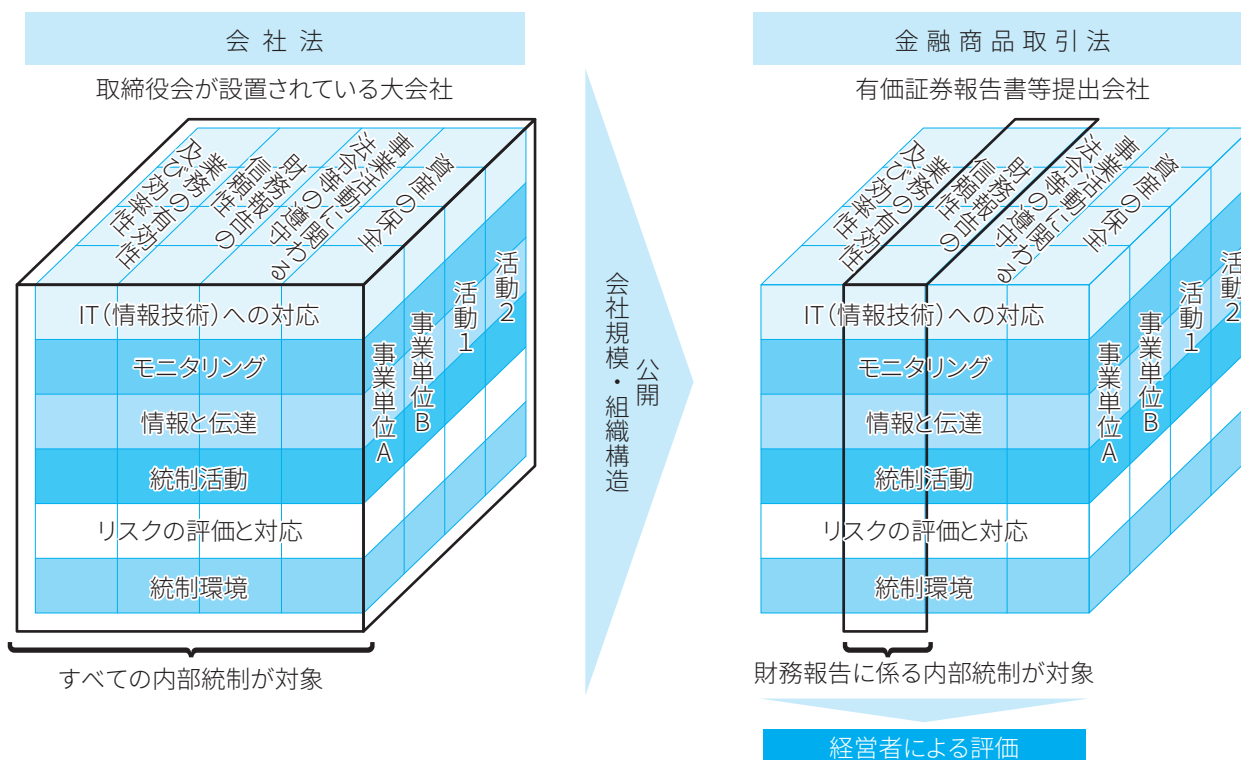 会社法
取締役会が設置されている大会社
業務の有効性
及び効率性
財務報告の
信頼性
事業活動に関わる
法令等の遵守
資産の保全
IT(情報技術)への対応
モニタリング
情報と伝達
統制活動
リスクの評価と対応
統制環境
事業単位A
事業単位B
活動1
活動2
すべての内部統制が対象
公開
会社規模・組織構造
金融商品取引法
有価証券報告書等提出会社
業務の有効性
及び効率性
財務報告の
信頼性
事業活動に関わる
法令等の遵守
資産の保全
IT(情報技術)への対応
モニタリング
情報と伝達
統制活動
リスクの評価と対応
統制環境
事業単位A
事業単位B
活動1
活動2
財務報告に係る内部統制が対象
経営者による評価